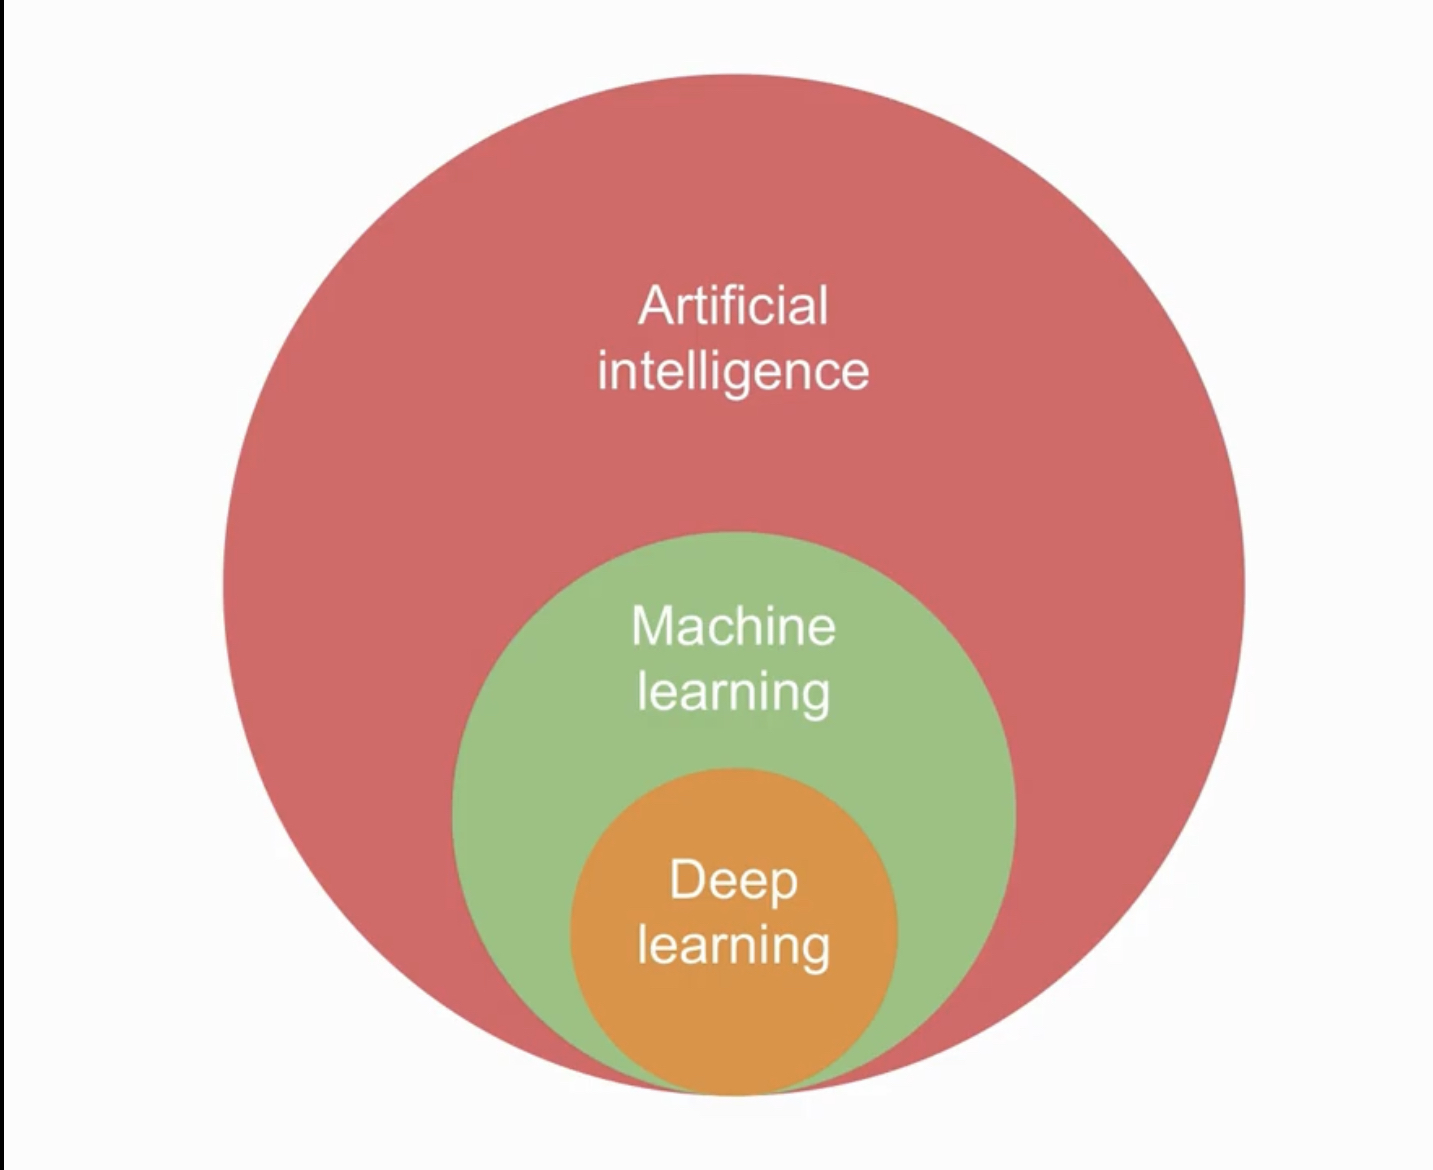 Artificial
intelligence
Machine
learning
Deep
learning